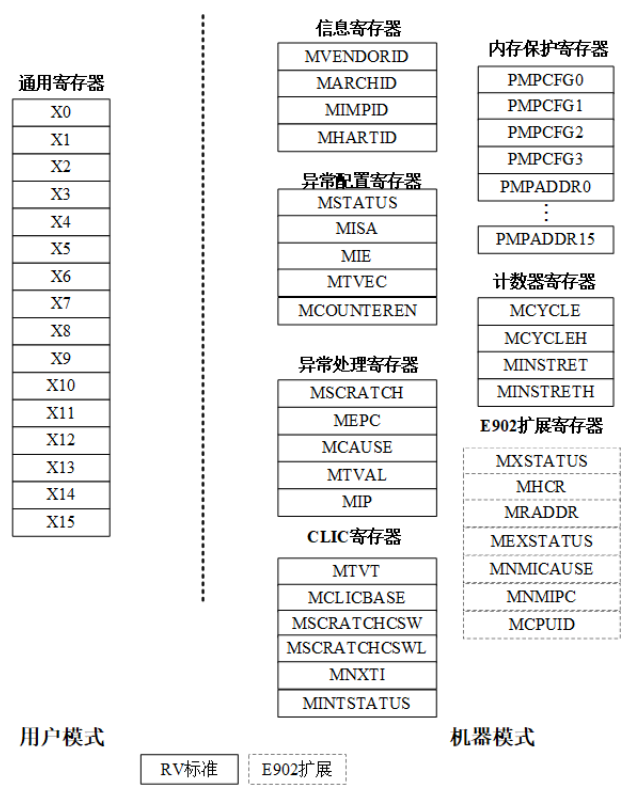 通用寄存器
X0
X1
X2
X3
X4
X5
X6
X7
X8
X9
X10
X11
X12
X13
X14
X15
用户模式
信息寄存器
MVENDORID
MARCHID
MIMPID
MHARTID
异常配置寄存器
MSTATUS
MISA
MIE
MTVEC
MCOUNTEREN
异常处理寄存器
MSCRATCH
MEPC
MCAUSE
MTVAL
MIP
CLIC寄存器
MTVT
MCLICBASE
MSCRATCHCSW
MSCRATCHCSWL
MNXTI
MINTSTATUS
内存保护寄存器
PMPCFG0
PMPCFG1
PMPCFG2
PMPCFG3
PMPADDR0
⋮
PMPADDR15
计数器寄存器
MCYCLE
MCYCLEH
MINSTRET
MINSTRETH
E902扩展寄存器
MXSTATUS
MHCR
MRADDR
MEXSTATUS
MNMICAUSE
MNMIPC
MCPUID
机器模式
RV标准
E902扩展